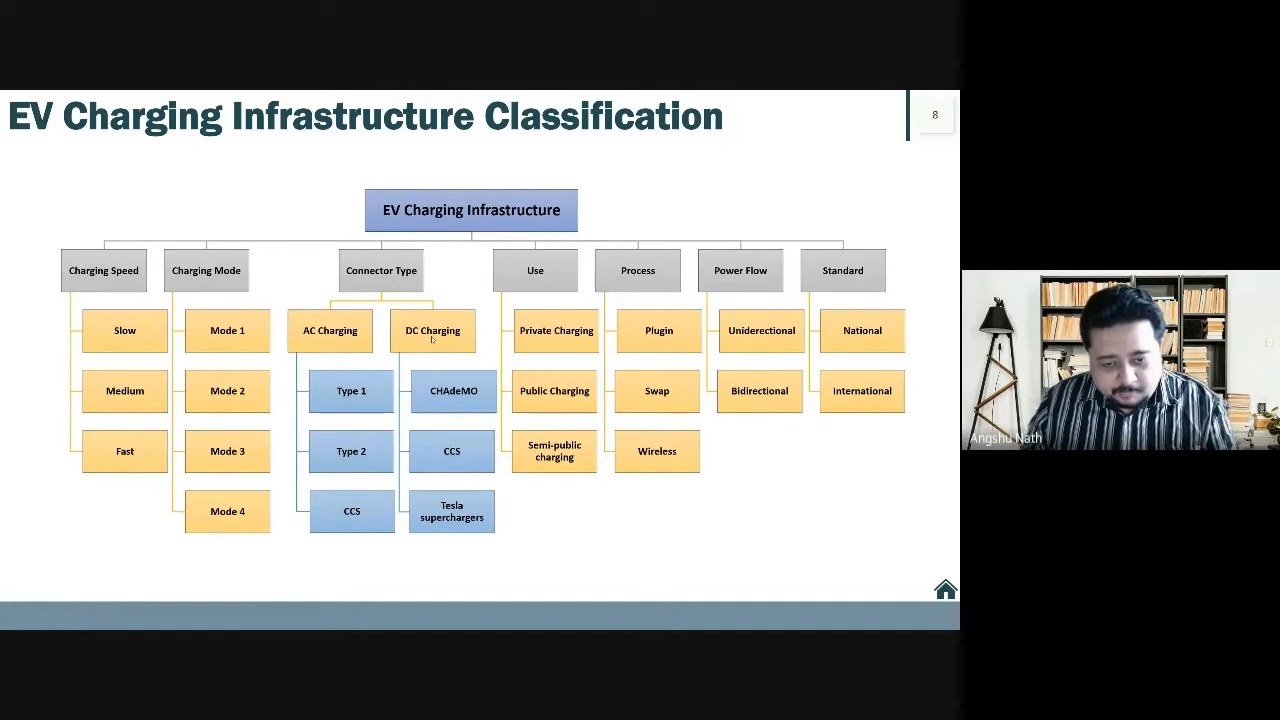 EV Charging Infrastructure Classification
8
EV Charging Infrastructure
Charging Speed
Charging Mode
Connector Type
Use
Process
Power Flow
Standard
Slow
Mode 1
AC Charging
DC Charging
Private Charging
Plugin
Uniderectional
National
Medium
Mode 2
Type 1
CHAdeMO
Public Charging
Swap
Bidirectional
International
Fast
Mode 3
Type 2
CCS
Semi-public
charging
Wireless
Mode 4
CCS
Tesla
superchargers
Angshu Nath